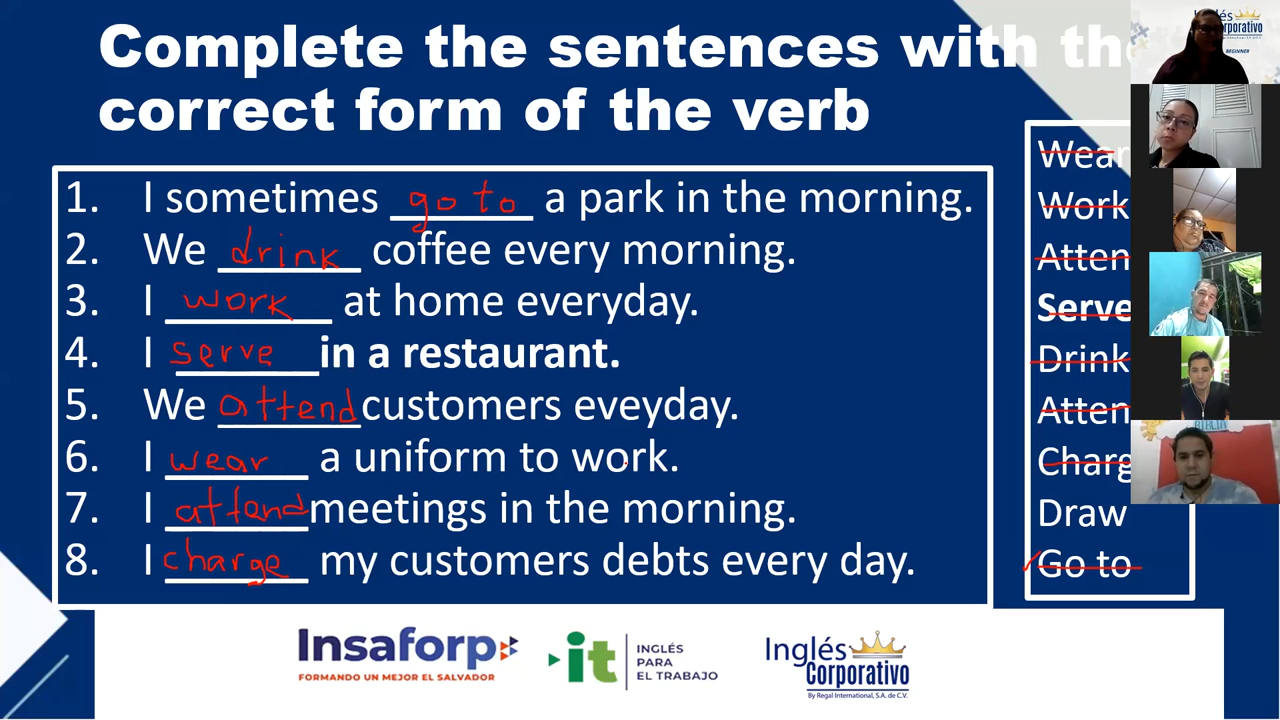 Complete the sentences with th
correct form of the verb
1. I sometimes go to a park in the morning.
2. We drink coffee every morning.
3. I work at home everyday.
4. I serve in a restaurant.
5. We attend customers eveyday.
6. I wear a uniform to work.
7. I attend meetings in the morning.
8. I charge my customers debts every day.
Wear
Work
Atten
Serve
Drink
Atten
Charg
Draw
Go to
Insaforp
FORMANDO UN MEJOR EL SALVADOR
it
INGLÉS
PARA
EL TRABAJO
Inglés
Corporativo
By Regal International, S.A. de C.V.
BEGINNER